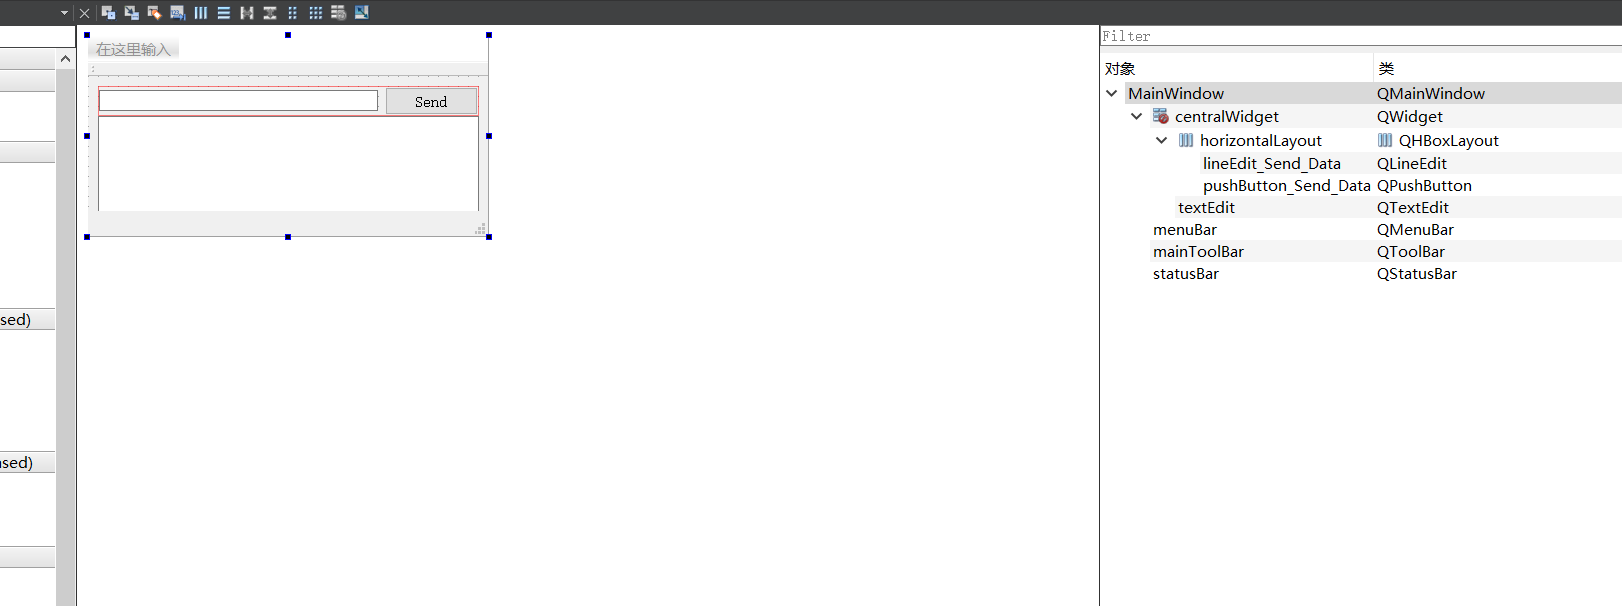 Filter
在这里输入
对象 类
MainWindow QMainWindow
centralWidget QWidget
Send
horizontalLayout QHBoxLayout
lineEdit_Send_Data QLineEdit
pushButton_Send_Data QPushButton
textEdit QTextEdit
menuBar QMenuBar
mainToolBar QToolBar
statusBar QStatusBar
sed)
ased)